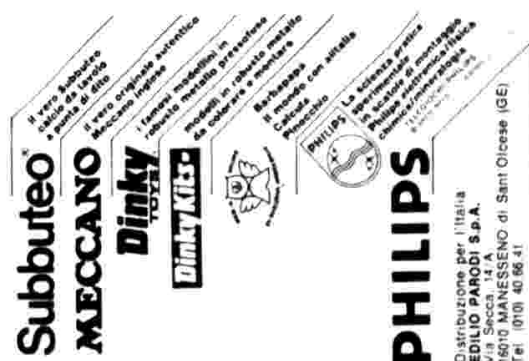 Subbuteo
il vero Subbuteo
calcio da tavolo
a punta di dito
MECCANO
il vero originale autentico
Meccano inglese
Dinky
TOYS
i famosi modellini in
robusto metallo pressofuso
Dinky Kits
modelli in robusto metallo
da colorare e montare
Barbapapà
Il mondo con alitalia
Calcula
Pinocchio
PHILIPS
La scienza pratica
sperimentale
in scatole di montaggio
Philips elettronica/fisica
chimica/mineralogia
PHILIPS
Distribuzione per l'Italia
EDILIO PARODI S.p.A.
Via Secca, 14/A
16010 MANESSENO di Sant Olcese (GE)
Tel. (010) 40.66.41